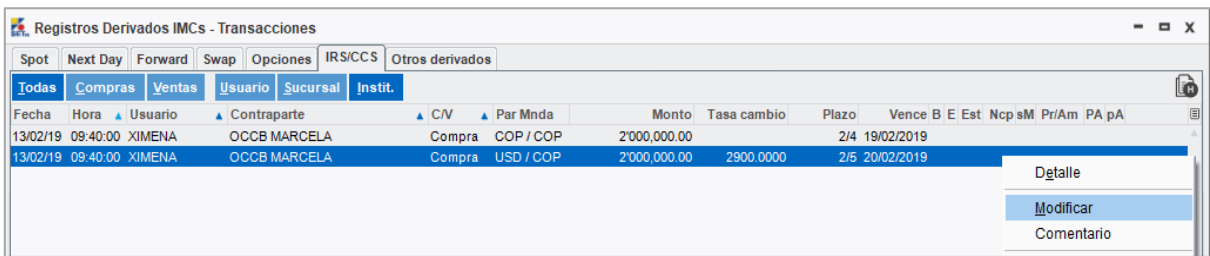 SET
Registros Derivados IMCs - Transacciones
Spot Next Day Forward Swap Opciones IRS/CCS Otros derivados
Todas Compras Ventas Usuario Sucursal Instit. H
Fecha Hora Usuario Contraparte C/V Par Mnda Monto Tasa cambio Plazo Vence B E Est Ncp sM Pr/Am PA pA
13/02/19 09:40:00 XIMENA OCCB MARCELA Compra COP / COP 2'000,000.00 2/4 19/02/2019
13/02/19 09:40:00 XIMENA OCCB MARCELA Compra USD / COP 2'000,000.00 2900.0000 2/5 20/02/2019
Detalle
Modificar
Comentario